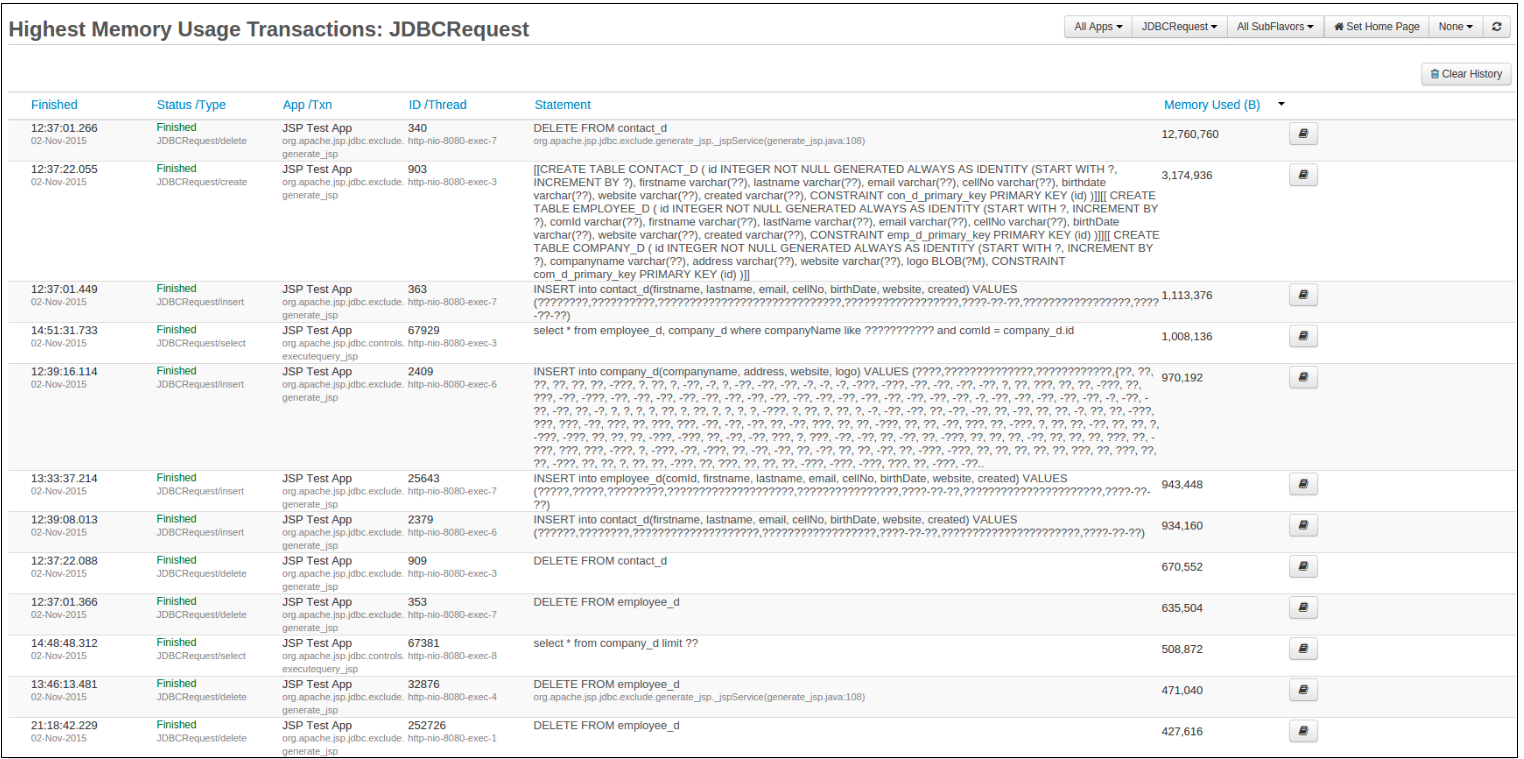 Highest Memory Usage Transactions: JDBCRequest
All Apps JDBCRequest All SubFlavors Set Home Page None
Clear History
Finished Status /Type App /Txn ID /Thread Statement Memory Used (B)
12:37:01.266 Finished JSP Test App 340 DELETE FROM contact_d 12,760,760
02-Nov-2015 JDBCRequest/delete org.apache.jsp.jdbc.exclude. http-nio-8080-exec-7 org.apache.jsp.jdbc.exclude.generate_jsp._jspService(generate_jsp.java:108)
generate_jsp
12:37:22.055 Finished JSP Test App 903 [[CREATE TABLE CONTACT_D ( id INTEGER NOT NULL GENERATED ALWAYS AS IDENTITY (START WITH ?, 3,174,936
02-Nov-2015 JDBCRequest/create org.apache.jsp.jdbc.exclude. http-nio-8080-exec-3 INCREMENT BY ?), firstname varchar(??), lastname varchar(??), email varchar(??), cellNo varchar(??), birthdate
generate_jsp varchar(??), website varchar(??), created varchar(??), CONSTRAINT con_d_primary_key PRIMARY KEY (id) )]][[ CREATE
TABLE EMPLOYEE_D ( id INTEGER NOT NULL GENERATED ALWAYS AS IDENTITY (START WITH ?, INCREMENT BY
?), comId varchar(??), firstname varchar(??), lastName varchar(??), email varchar(??), cellNo varchar(??), birthDate
varchar(??), website varchar(??), created varchar(??), CONSTRAINT emp_d_primary_key PRIMARY KEY (id) )]][[ CREATE
TABLE COMPANY_D ( id INTEGER NOT NULL GENERATED ALWAYS AS IDENTITY (START WITH ?, INCREMENT BY
?), companyname varchar(??), address varchar(??), website varchar(??), logo BLOB(?M), CONSTRAINT
com_d_primary_key PRIMARY KEY (id) )]]
12:37:01.449 Finished JSP Test App 363 INSERT into contact_d(firstname, lastname, email, cellNo, birthDate, website, created) VALUES 1,113,376
02-Nov-2015 JDBCRequest/insert org.apache.jsp.jdbc.exclude. http-nio-8080-exec-7
generate_jsp -??-??)
14:51:31.733 Finished JSP Test App 67929 select * from employee_d, company_d where companyName like ??????????? and comId = company_d.id 1,008,136
02-Nov-2015 JDBCRequest/select org.apache.jsp.jdbc.controls. http-nio-8080-exec-3
executequery_jsp
12:39:16.114 Finished JSP Test App 2409 INSERT into company_d(companyname, address, website, logo) VALUES 970,192
02-Nov-2015 JDBCRequest/insert org.apache.jsp.jdbc.exclude. http-nio-8080-exec-6
generate_jsp
13:33:37.214 Finished JSP Test App 25643 INSERT into employee_d(comId, firstname, lastname, email, cellNo, birthDate, website, created) VALUES 943,448
02-Nov-2015 JDBCRequest/insert org.apache.jsp.jdbc.exclude. http-nio-8080-exec-7
generate_jsp ??)
12:39:08.013 Finished JSP Test App 2379 INSERT into contact_d(firstname, lastname, email, cellNo, birthDate, website, created) VALUES 934,160
02-Nov-2015 JDBCRequest/insert org.apache.jsp.jdbc.exclude. http-nio-8080-exec-6
generate_jsp
12:37:22.088 Finished JSP Test App 909 DELETE FROM contact_d 670,552
02-Nov-2015 JDBCRequest/delete org.apache.jsp.jdbc.exclude. http-nio-8080-exec-3
generate_jsp
12:37:01.366 Finished JSP Test App 353 DELETE FROM employee_d 635,504
02-Nov-2015 JDBCRequest/delete org.apache.jsp.jdbc.exclude. http-nio-8080-exec-7
generate_jsp
14:48:48.312 Finished JSP Test App 67381 select * from company_d limit ?? 508,872
02-Nov-2015 JDBCRequest/select org.apache.jsp.jdbc.controls. http-nio-8080-exec-8
executequery_jsp
13:46:13.481 Finished JSP Test App 32876 DELETE FROM employee_d 471,040
02-Nov-2015 JDBCRequest/delete org.apache.jsp.jdbc.exclude. http-nio-8080-exec-4 org.apache.jsp.jdbc.exclude.generate_jsp._jspService(generate_jsp.java:108)
generate_jsp
21:18:42.229 Finished JSP Test App 252726 DELETE FROM employee_d 427,616
02-Nov-2015 JDBCRequest/delete org.apache.jsp.jdbc.exclude. http-nio-8080-exec-1
generate_jsp